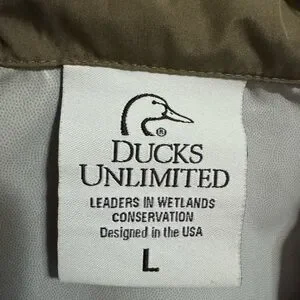 ®
DUCKS
UNLIMITED
LEADERS IN WETLANDS
CONSERVATION
Designed in the USA
L